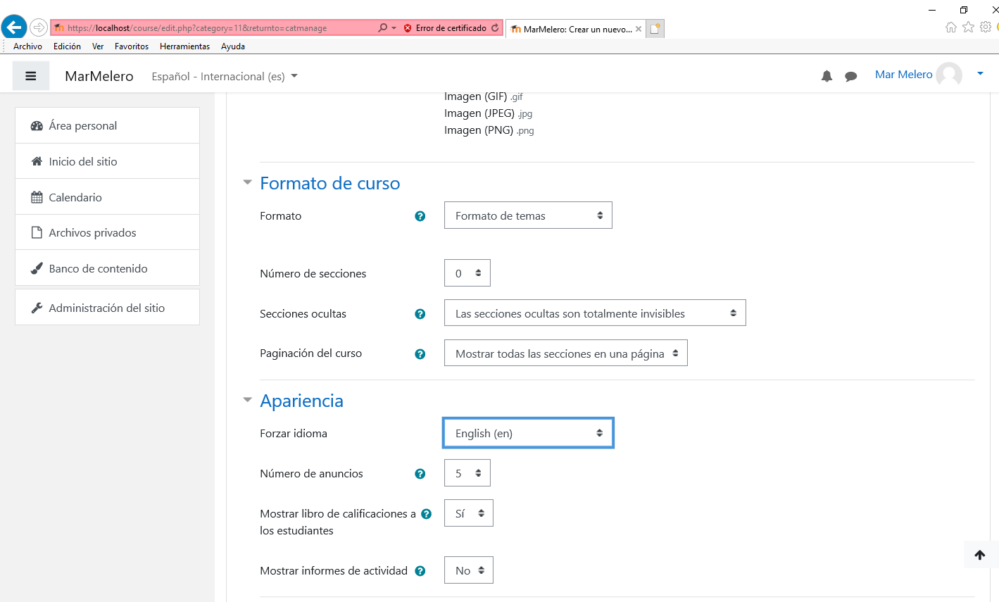 https://localhost/course/edit.php?category=11&returnto=catmanage
Error de certificado
MarMelero: Crear un nuevo...
Archivo Edición Ver Favoritos Herramientas Ayuda
MarMelero Español - Internacional (es)
Mar Melero
Área personal
Inicio del sitio
Calendario
Archivos privados
Banco de contenido
Administración del sitio
Imagen (GIF) .gif
Imagen (JPEG) .jpg
Imagen (PNG) .png
Formato de curso
Formato Formato de temas
Número de secciones 0
Secciones ocultas Las secciones ocultas son totalmente invisibles
Paginación del curso Mostrar todas las secciones en una página
Apariencia
Forzar idioma English (en)
Número de anuncios 5
Mostrar libro de calificaciones a Sí
los estudiantes
Mostrar informes de actividad No